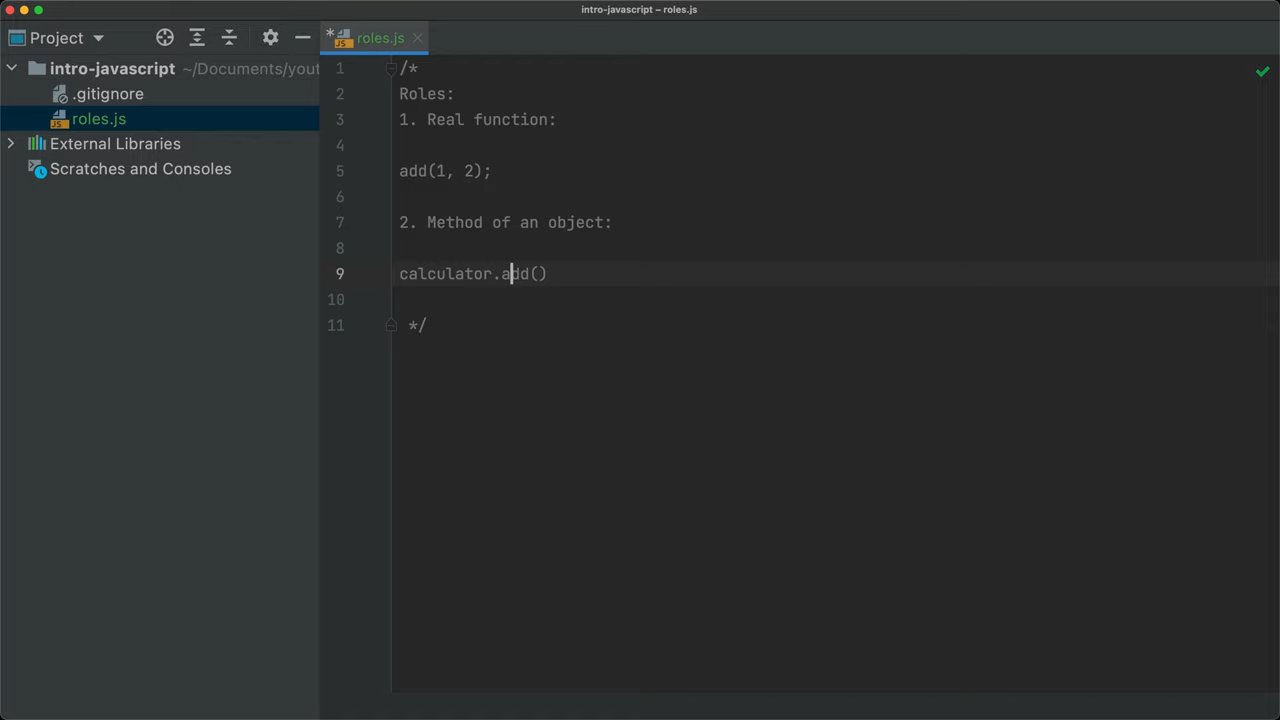 intro-javascript – roles.js
Project
* roles.js
intro-javascript ~/Documents/yout
.gitignore
roles.js
External Libraries
Scratches and Consoles
1 /*
2 Roles:
3 1. Real function:
4
5 add(1, 2);
6
7 2. Method of an object:
8
9 calculator.add()
10
11 */